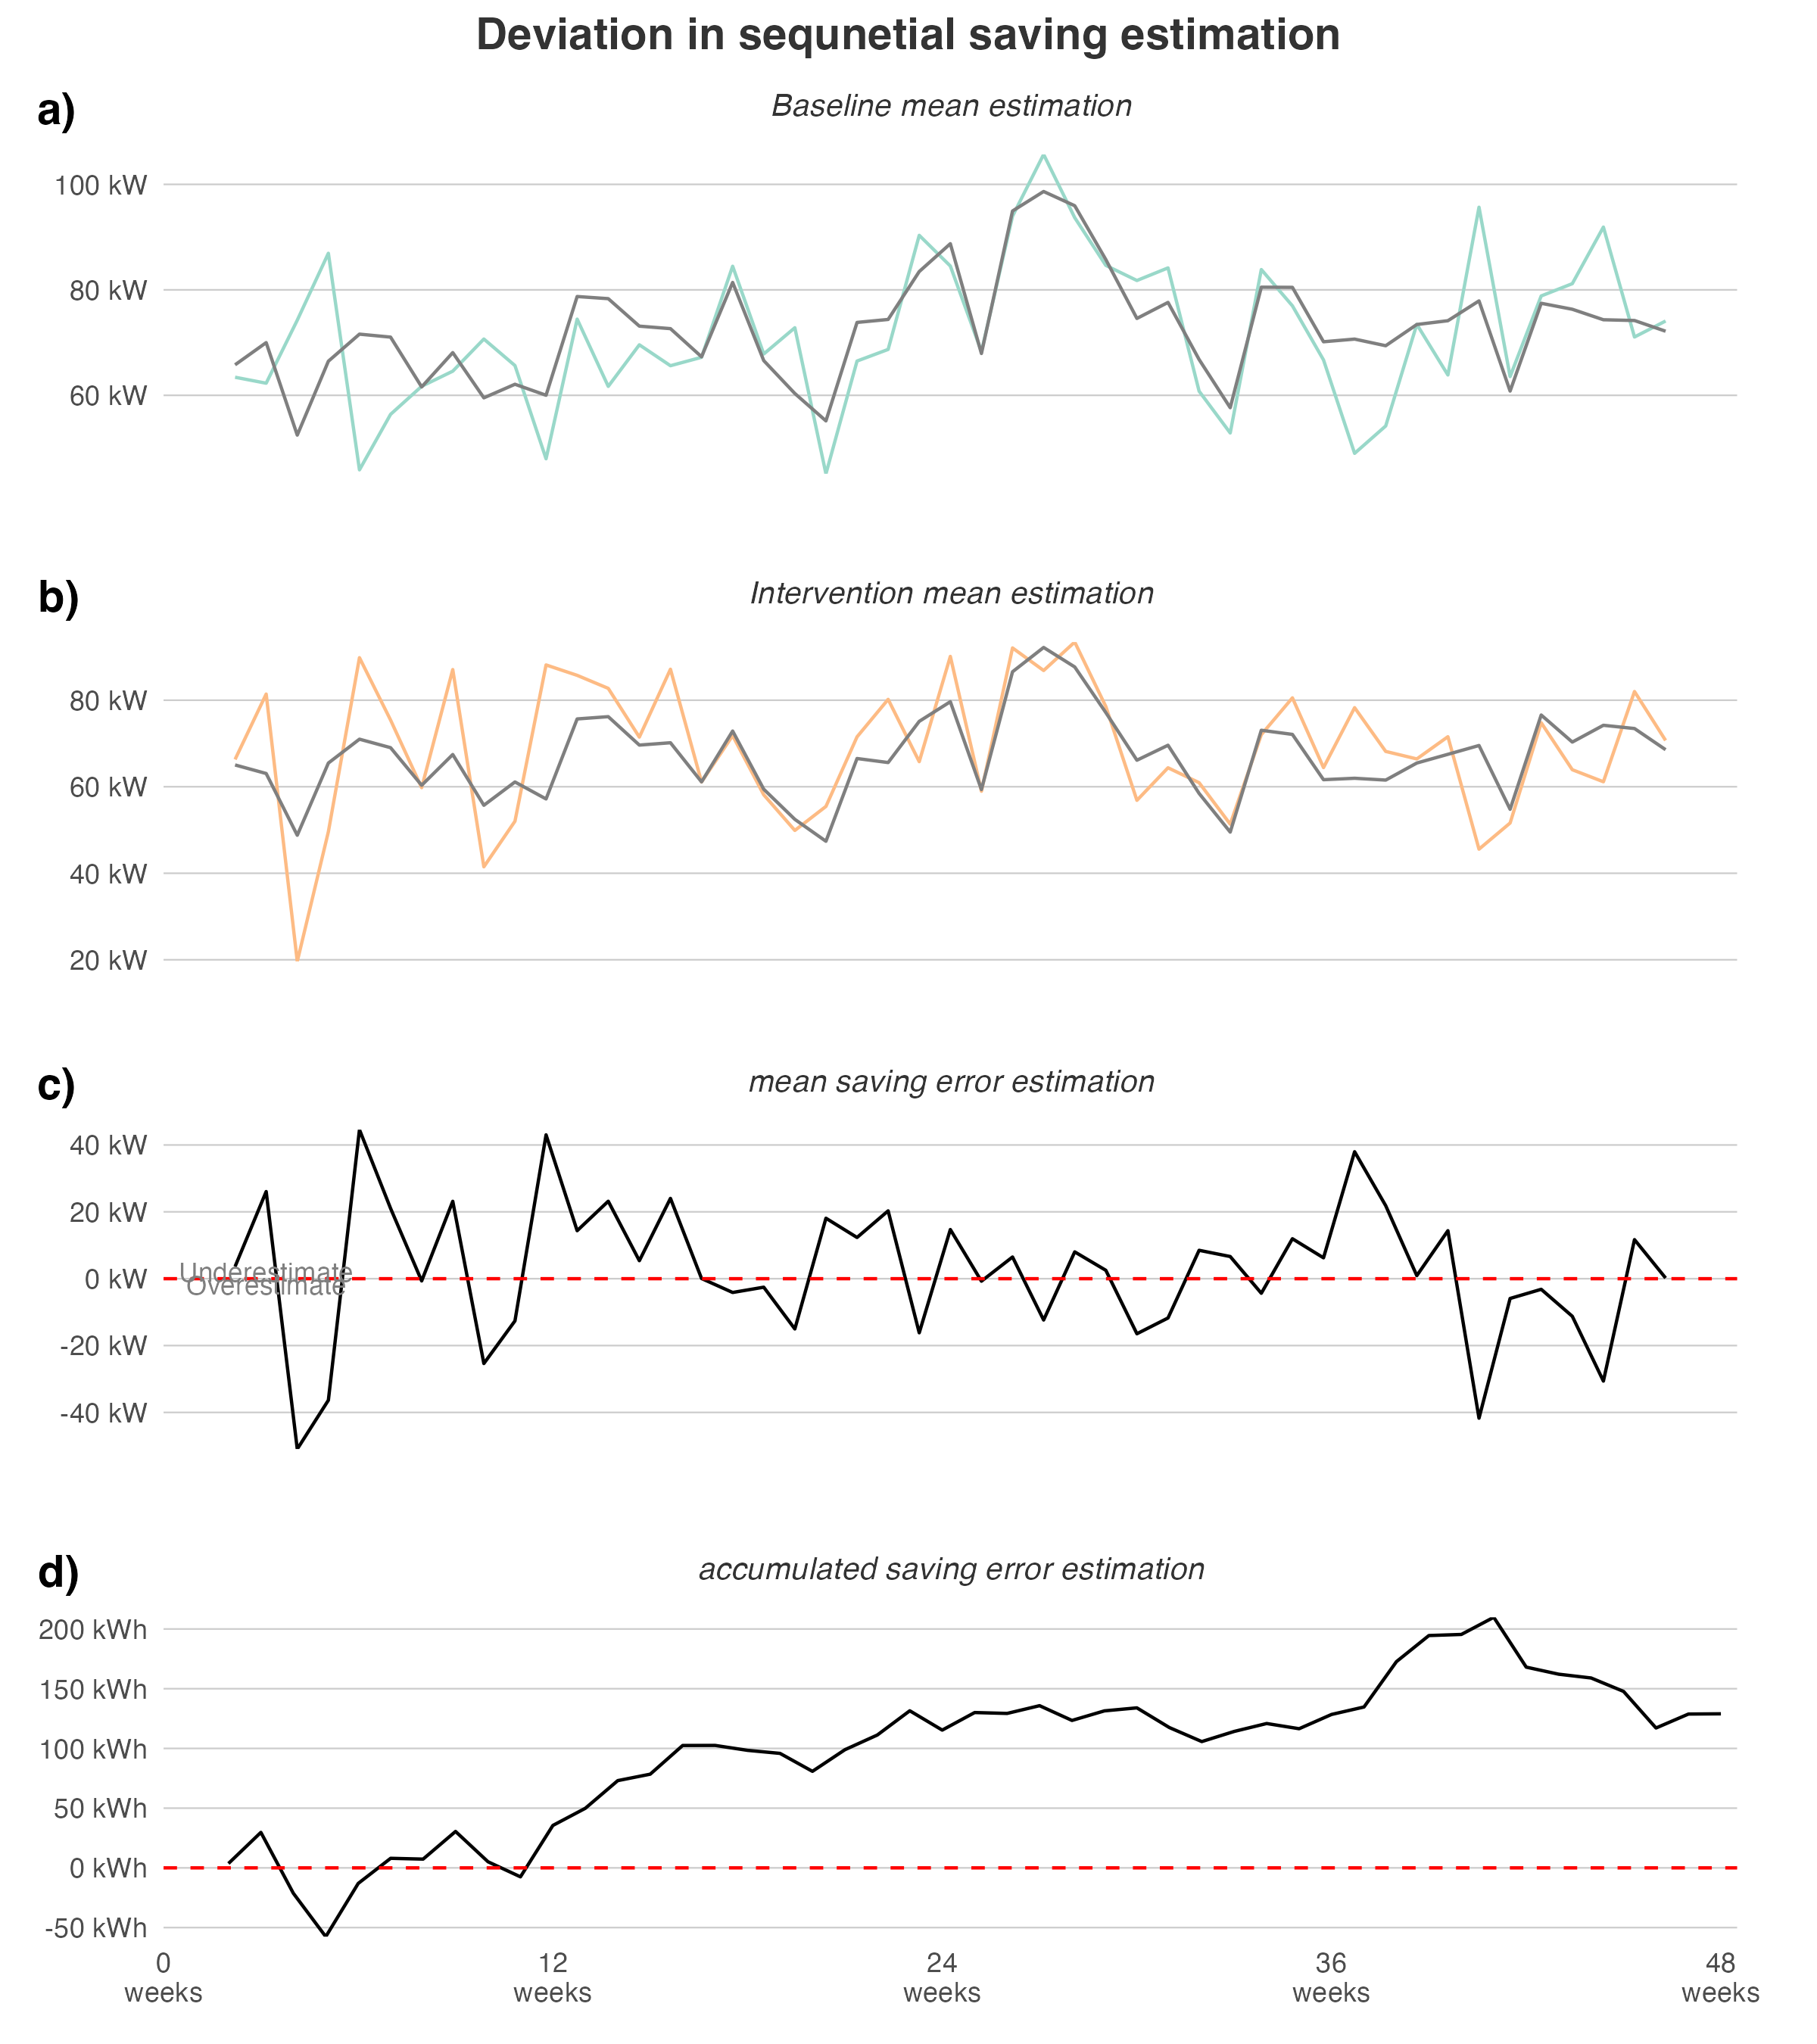 Deviation in sequnetial saving estimation
a)
Baseline mean estimation
100 kW
80 kW
60 kW
b)
Intervention mean estimation
80 kW
60 kW
40 kW
20 kW
c)
mean saving error estimation
40 kW
20 kW
Underestimate
0 kW
Overestimate
-20 kW
-40 kW
d)
accumulated saving error estimation
200 kWh
150 kWh
100 kWh
50 kWh
0 kWh
-50 kWh
0 12 24 36 48
weeks weeks weeks weeks weeks